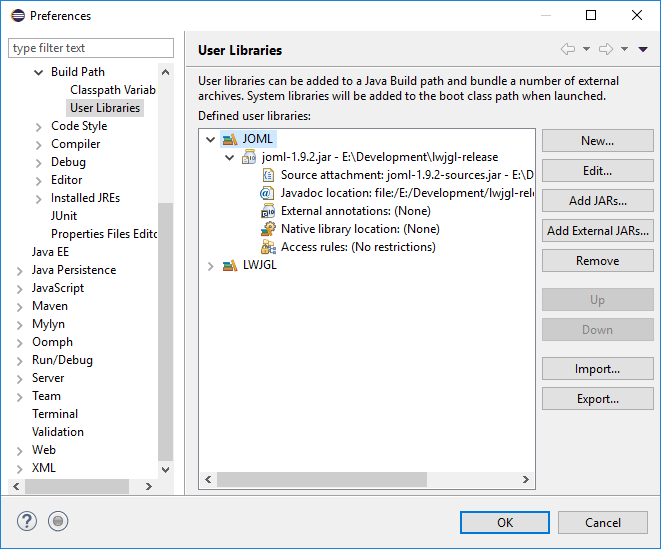 Preferences
type filter text
Build Path
Classpath Variab
User Libraries
Code Style
Compiler
Debug
Editor
Installed JREs
JUnit
Properties Files Edito
Java EE
Java Persistence
JavaScript
Maven
Mylyn
Oomph
Run/Debug
Server
Team
Terminal
Validation
Web
XML
User Libraries
User libraries can be added to a Java Build path and bundle a number of external
archives. System libraries will be added to the boot class path when launched.
Defined user libraries:
JOML
joml-1.9.2.jar - E:\Development\lwjgl-release
Source attachment: joml-1.9.2-sources.jar - E:\D
Javadoc location: file:/E:/Development/lwjgl-rele
External annotations: (None)
Native library location: (None)
Access rules: (No restrictions)
LWJGL
New...
Edit...
Add JARs...
Add External JARs...
Remove
Up
Down
Import...
Export...
OK
Cancel